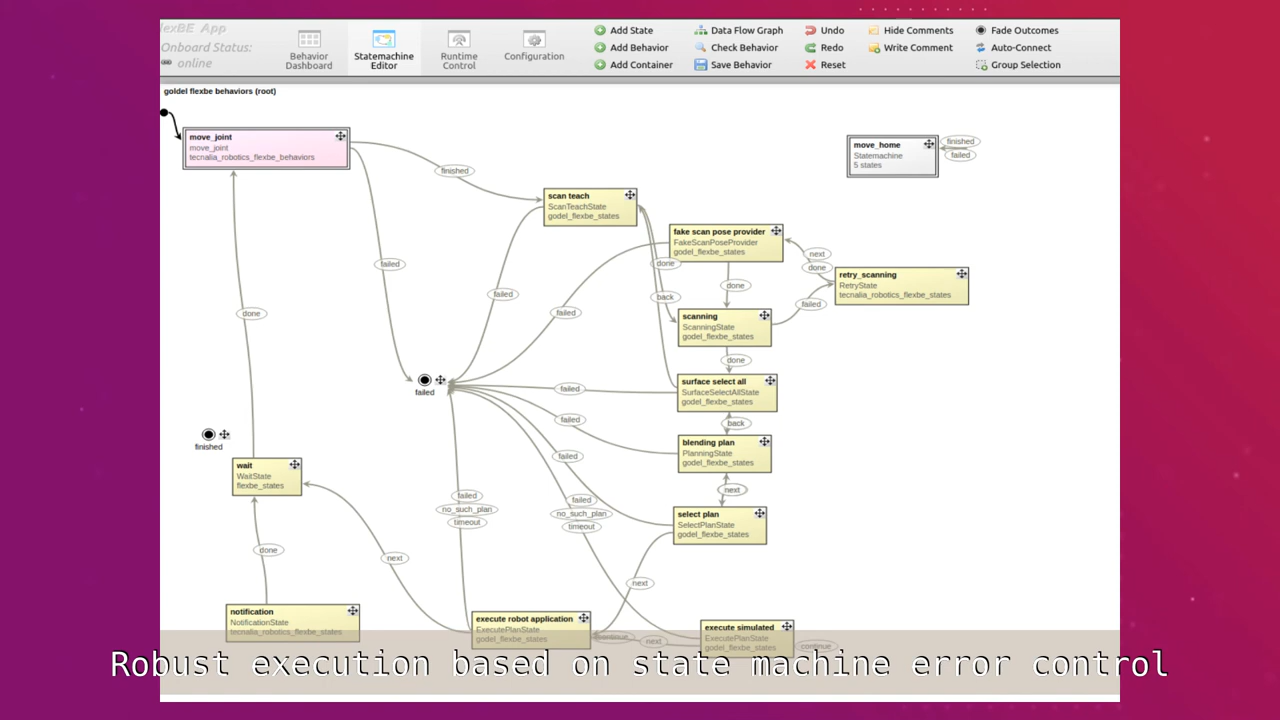 lexBE App
Onboard Status:
online
Behavior
Dashboard
Statemachine
Editor
Runtime
Control
Configuration
Add State
Add Behavior
Add Container
Data Flow Graph
Check Behavior
Save Behavior
Undo
Redo
Reset
Hide Comments
Write Comment
Fade Outcomes
Auto-Connect
Group Selection
goldel flexbe behaviors (root)
move_joint
move_joint
tecnalia_robotics_flexbe_behaviors
move_home
Statemachine
5 states
finished
failed
finished
scan teach
ScanTeachState
godel_flexbe_states
fake scan pose provider
FakeScanPoseProvider
godel_flexbe_states
failed
done
next
done
retry_scanning
RetryState
tecnalia_robotics_flexbe_states
done
back
failed
failed
failed
done
scanning
ScanningState
godel_flexbe_states
done
failed
failed
surface select all
SurfaceSelectAllState
godel_flexbe_states
failed
back
finished
blending plan
PlanningState
godel_flexbe_states
failed
wait
WaitState
flexbe_states
next
failed
no_such_plan
timeout
failed
no_such_plan
timeout
select plan
SelectPlanState
godel_flexbe_states
done
next
next
notification
NotificationState
tecnalia_robotics_flexbe_states
execute robot application
ExecutePlanState
godel_flexbe_states
continue
next
execute simulated
ExecutePlanState
godel_flexbe_states
continue
Robust execution based on state machine error control